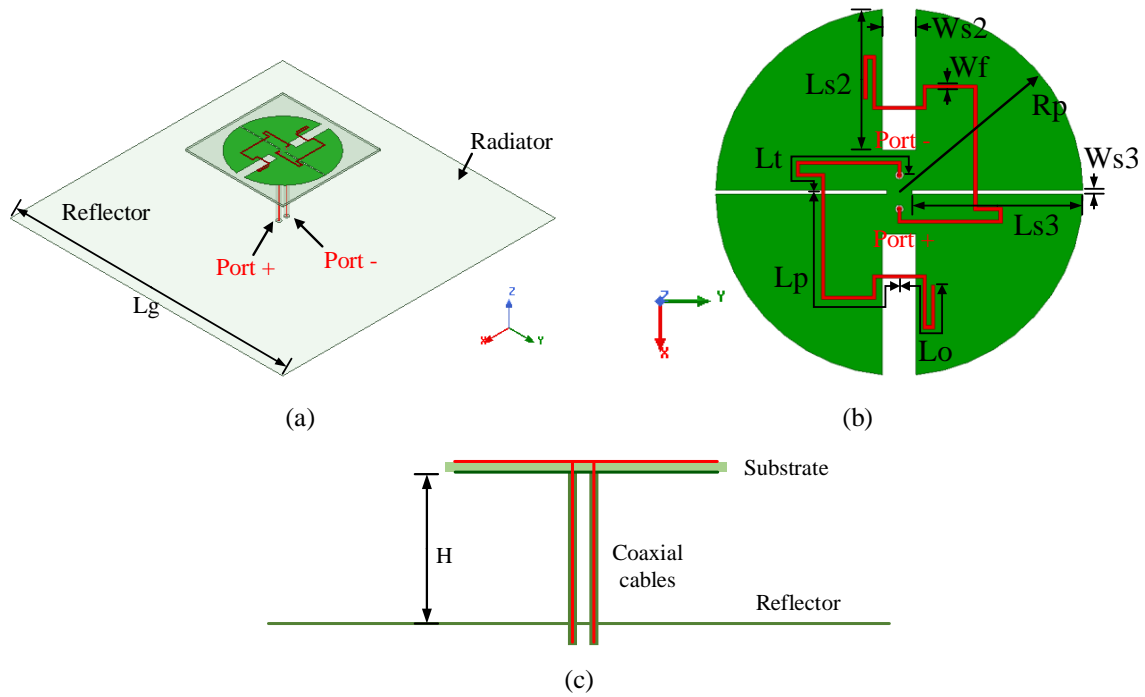 Radiator
Reflector
Port +
Port -
Lg
Z
X
Y
(a)
Ws2
Ls2
Wf
Rp
Port -
Lt
Ws3
Ls3
Port +
Lp
Lo
Z
Y
X
(b)
Substrate
H
Coaxial
cables
Reflector
(c)